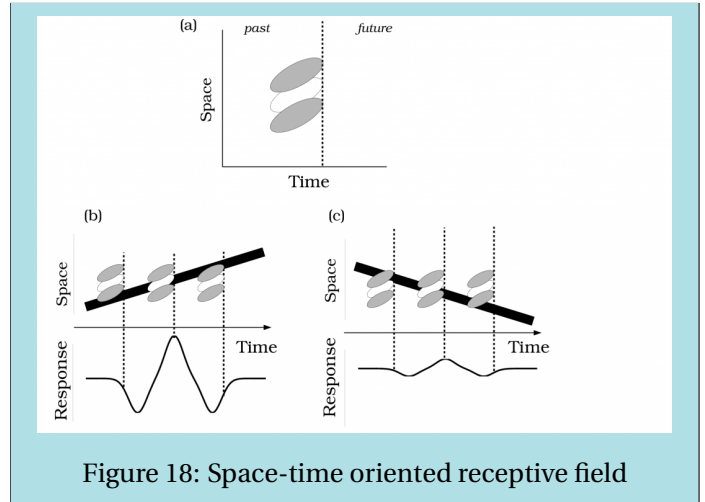 (a)
past
future
Space
Time
(b)
(c)
Space
Space
Time
Time
Response
Response
Figure 18: Space-time oriented receptive field